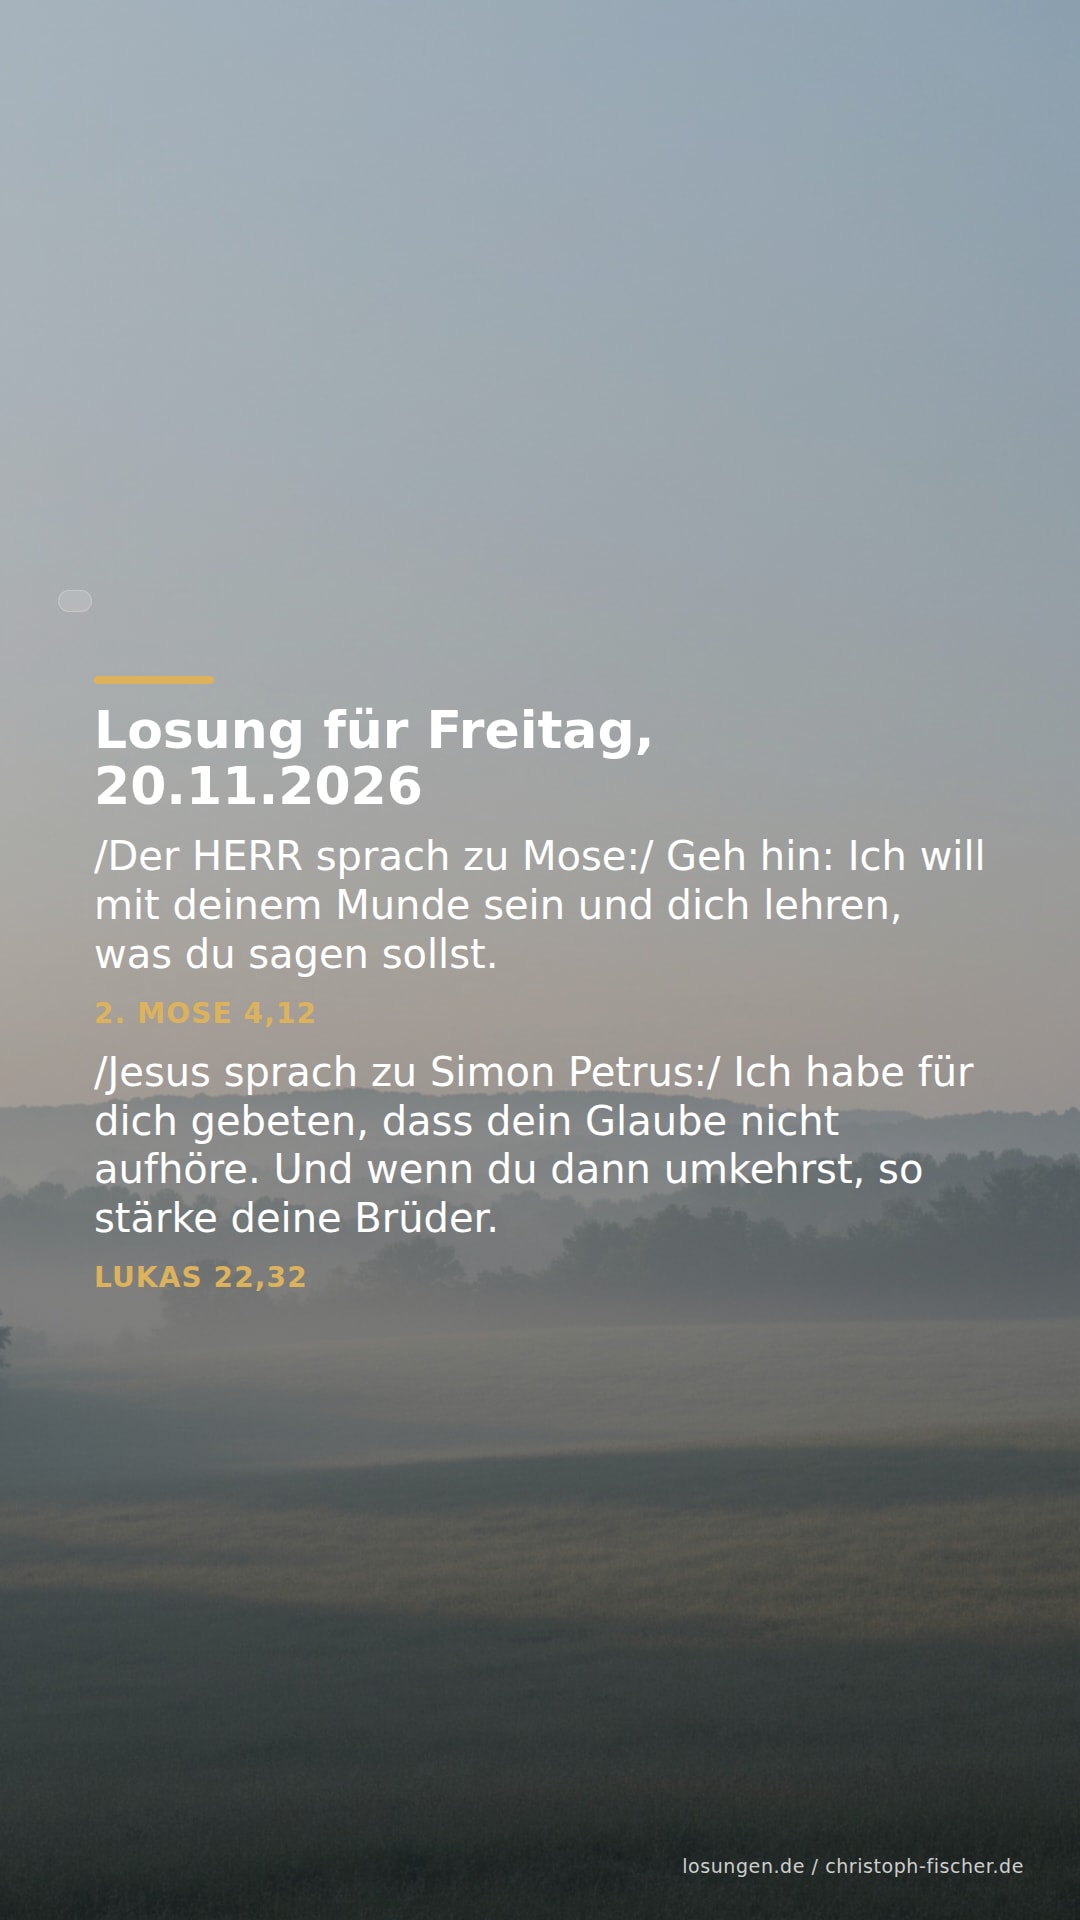 Losung für Freitag,
20.11.2026
/Der HERR sprach zu Mose:/ Geh hin: Ich will
mit deinem Munde sein und dich lehren,
was du sagen sollst.
2. MOSE 4,12
/Jesus sprach zu Simon Petrus:/ Ich habe für
dich gebeten, dass dein Glaube nicht
aufhöre. Und wenn du dann umkehrst, so
stärke deine Brüder.
LUKAS 22,32
losungen.de / christoph-fischer.de